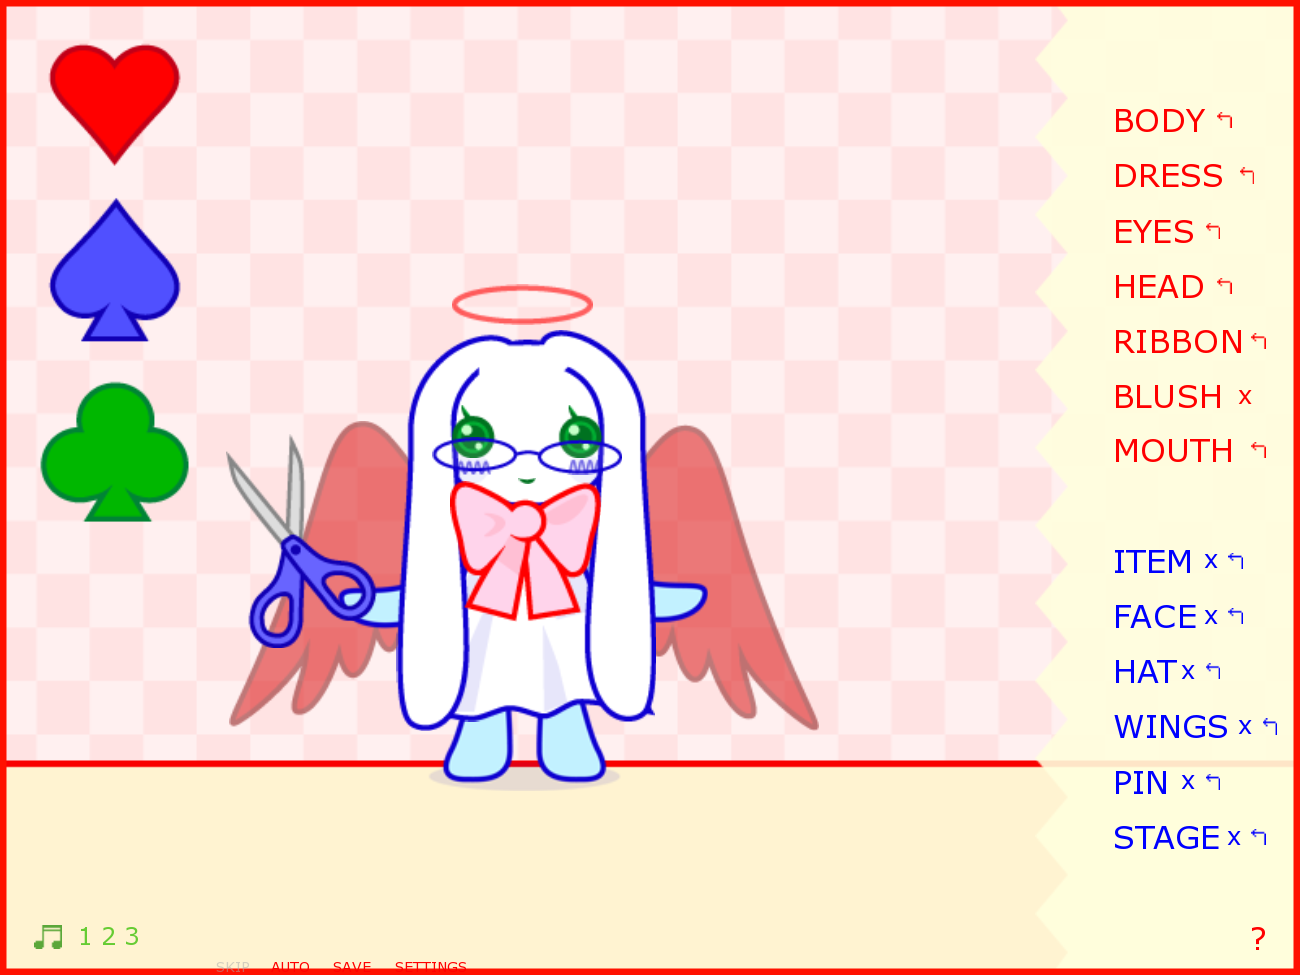 BODY
DRESS
EYES
HEAD
RIBBON
BLUSH x
MOUTH
ITEM x
FACE x
HAT x
WINGS x
PIN x
STAGE x
1 2 3
?
SKIP AUTO SAVE SETTINGS